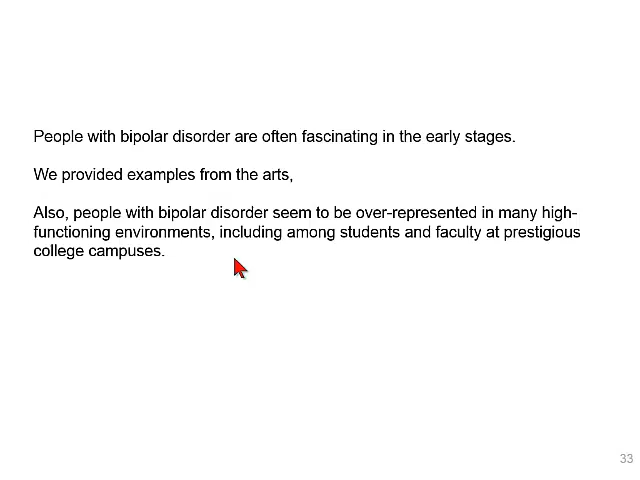 People with bipolar disorder are often fascinating in the early stages.
We provided examples from the arts,
Also, people with bipolar disorder seem to be over-represented in many high-
functioning environments, including among students and faculty at prestigious
college campuses.
33